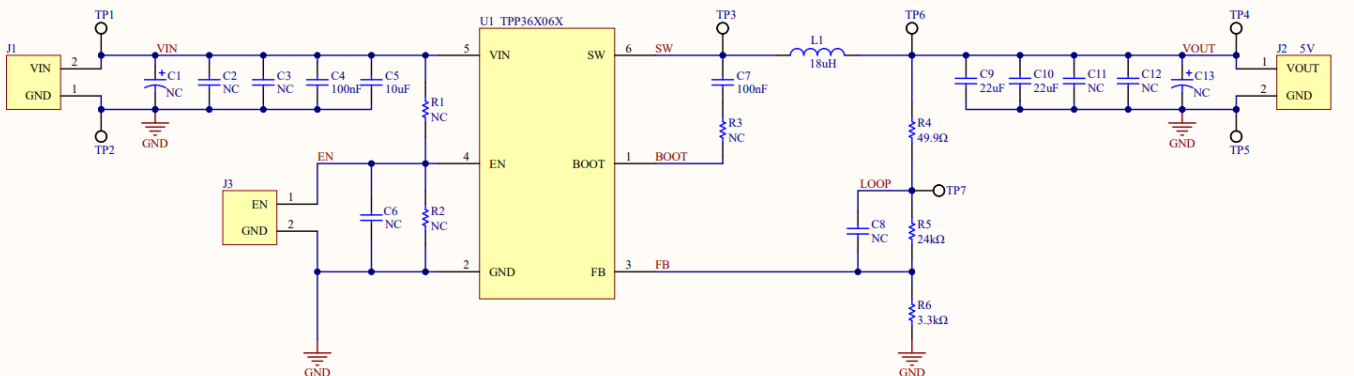 TP1
J1
VIN 2
GND 1
TP2
VIN
C1
NC
C2
NC
C3
NC
C4
100nF
C5
10uF
GND
R1
NC
EN
J3
EN 1
GND 2
C6
NC
R2
NC
GND
U1 TPP36X06X
5 VIN
4 EN
2 GND
SW 6
BOOT 1
FB 3
SW
BOOT
FB
TP3
C7
100nF
R3
NC
L1
18uH
TP6
R4
49.9Ω
LOOP
TP7
C8
NC
R5
24kΩ
R6
3.3kΩ
GND
C9
22uF
C10
22uF
C11
NC
C12
NC
C13
NC
VOUT
GND
TP4
J2 5V
1 VOUT
2 GND
TP5